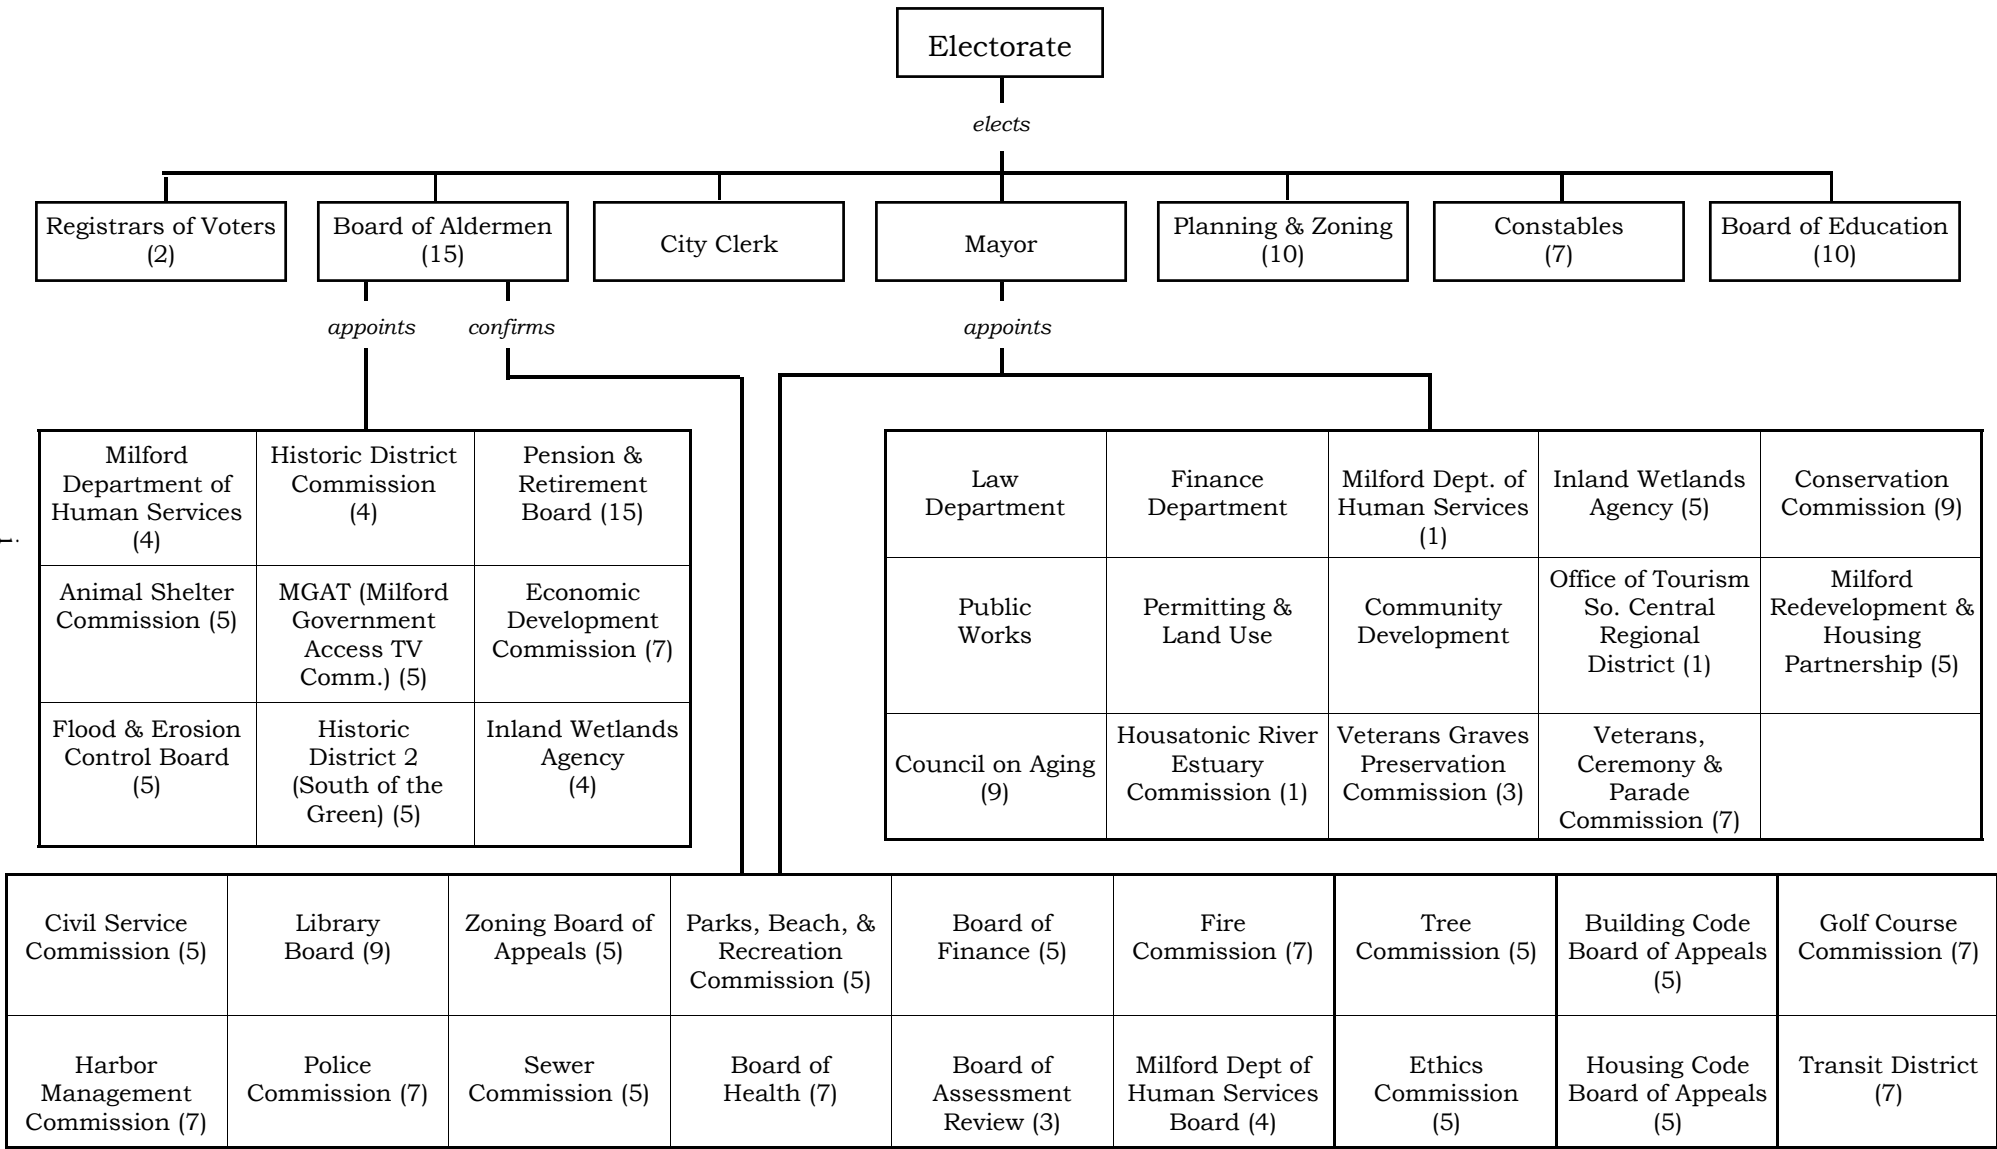 Electorate
elects
Registrars of Voters
(2)
Board of Aldermen
(15)
City Clerk
Mayor
Planning & Zoning
(10)
Constables
(7)
Board of Education
(10)
appoints
confirms
appoints
Milford
Department of
Human Services
(4)
Historic District
Commission
(4)
Pension &
Retirement
Board (15)
Animal Shelter
Commission (5)
MGAT (Milford
Government
Access TV
Comm.) (5)
Economic
Development
Commission (7)
Flood & Erosion
Control Board
(5)
Historic
District 2
(South of the
Green) (5)
Inland Wetlands
Agency
(4)
Law
Department
Finance
Department
Milford Dept. of
Human Services
(1)
Inland Wetlands
Agency (5)
Conservation
Commission (9)
Public
Works
Permitting &
Land Use
Community
Development
Office of Tourism
So. Central
Regional
District (1)
Milford
Redevelopment &
Housing
Partnership (5)
Council on Aging
(9)
Housatonic River
Estuary
Commission (1)
Veterans Graves
Preservation
Commission (3)
Veterans,
Ceremony &
Parade
Commission (7)
Civil Service
Commission (5)
Library
Board (9)
Zoning Board of
Appeals (5)
Parks, Beach, &
Recreation
Commission (5)
Board of
Finance (5)
Fire
Commission (7)
Tree
Commission (5)
Building Code
Board of Appeals
(5)
Golf Course
Commission (7)
Harbor
Management
Commission (7)
Police
Commission (7)
Sewer
Commission (5)
Board of
Health (7)
Board of
Assessment
Review (3)
Milford Dept of
Human Services
Board (4)
Ethics
Commission
(5)
Housing Code
Board of Appeals
(5)
Transit District
(7)